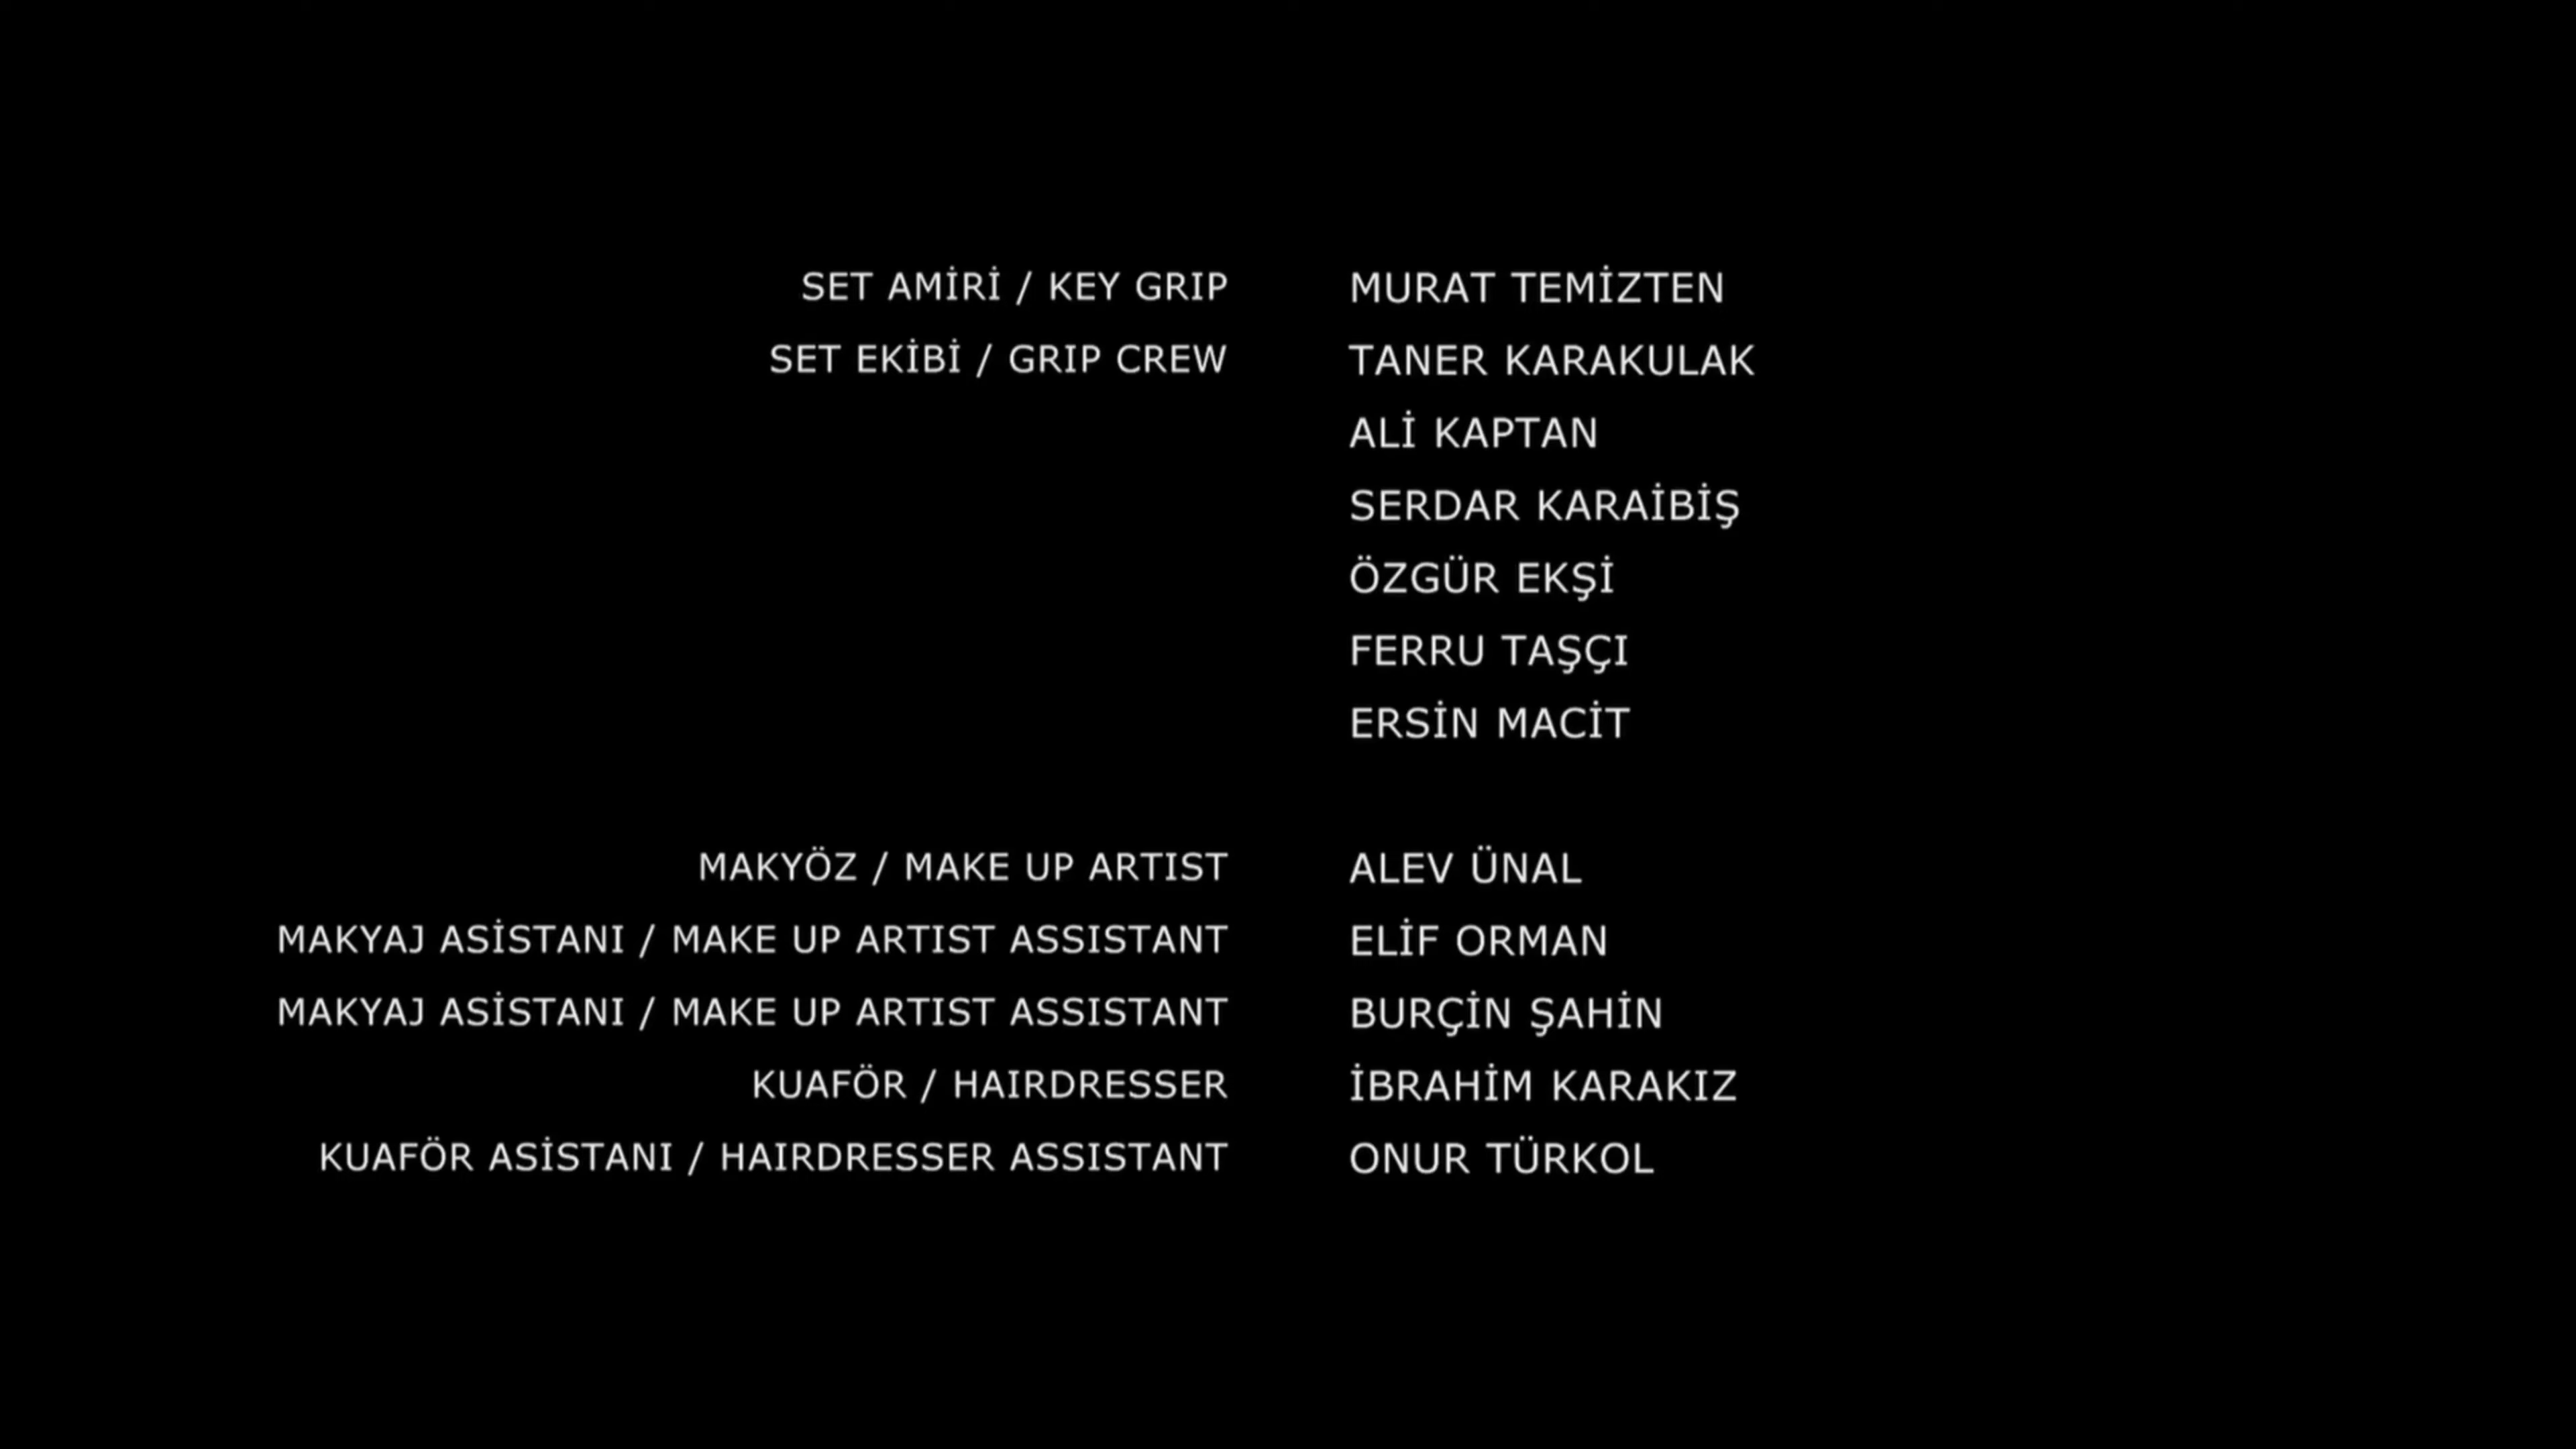 SET AMİRİ / KEY GRIP MURAT TEMİZTEN
SET EKİBİ / GRIP CREW TANER KARAKULAK
ALİ KAPTAN
SERDAR KARAİBİŞ
ÖZGÜR EKŞİ
FERRU TAŞÇI
ERSİN MACİT
MAKYÖZ / MAKE UP ARTIST ALEV ÜNAL
MAKYAJ ASİSTANI / MAKE UP ARTIST ASSISTANT ELİF ORMAN
MAKYAJ ASİSTANI / MAKE UP ARTIST ASSISTANT BURÇİN ŞAHİN
KUAFÖR / HAIRDRESSER İBRAHİM KARAKIZ
KUAFÖR ASİSTANI / HAIRDRESSER ASSISTANT ONUR TÜRKOL